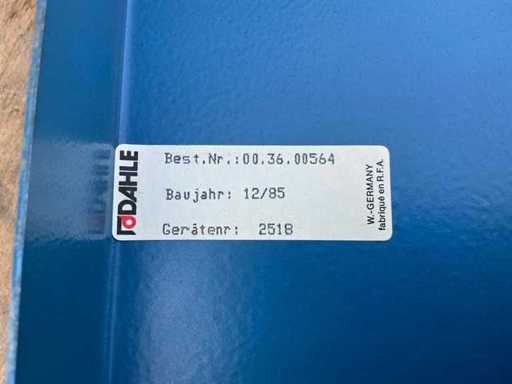 DAHLE
Best.Nr.:00.36.00564
Baujahr: 12/85
Gerätenr: 2518
W.-GERMANY
fabriqué en R.F.A.